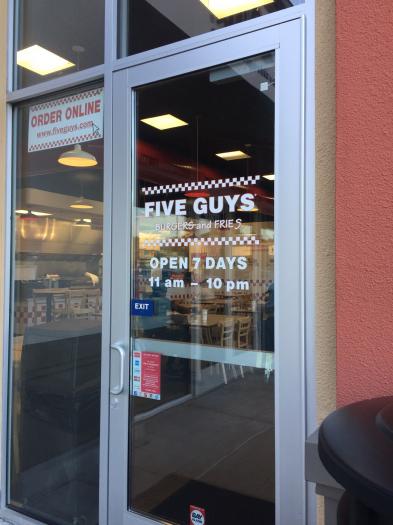 ORDER ONLINE
www.fiveguys.com
FIVE GUYS
BURGERS and FRIES
OPEN 7 DAYS
11 am – 10 pm
EXIT